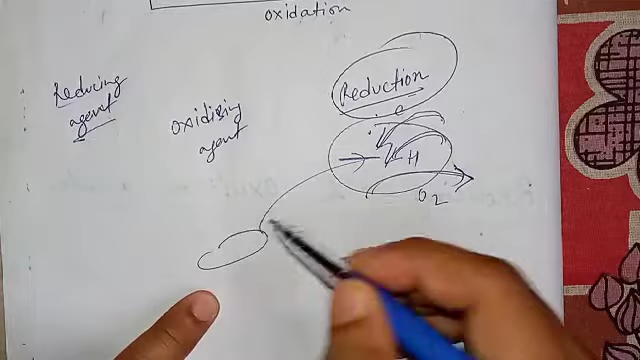 oxidation
Reducing
agent
oxidising
agent
Reduction
e
H
O2